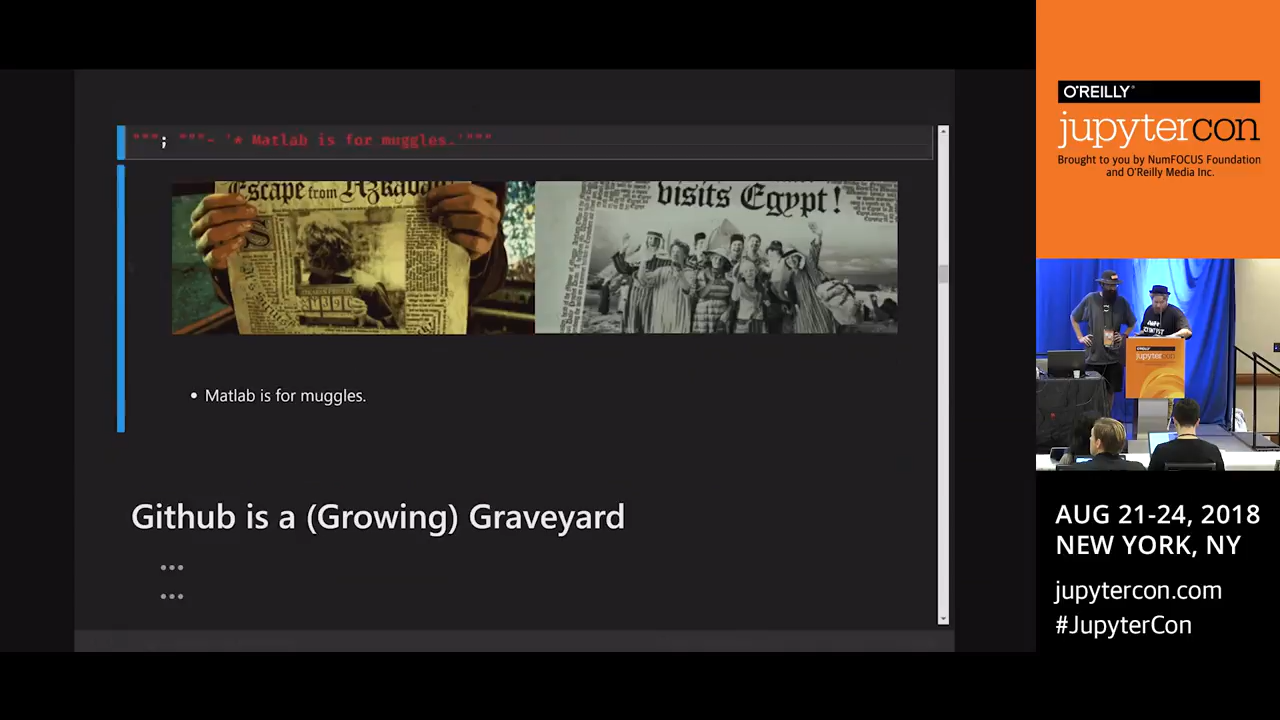 """; """- '* Matlab is for muggles.'"""
Escape from Azkaban
visits Egypt!
• Matlab is for muggles.
Github is a (Growing) Graveyard
•••
•••
O'REILLY®
jupytercon
Brought to you by NumFOCUS Foundation
and O'Reilly Media Inc.
O'REILLY
jupytercon
AUG 21-24, 2018
NEW YORK, NY
jupytercon.com
#JupyterCon